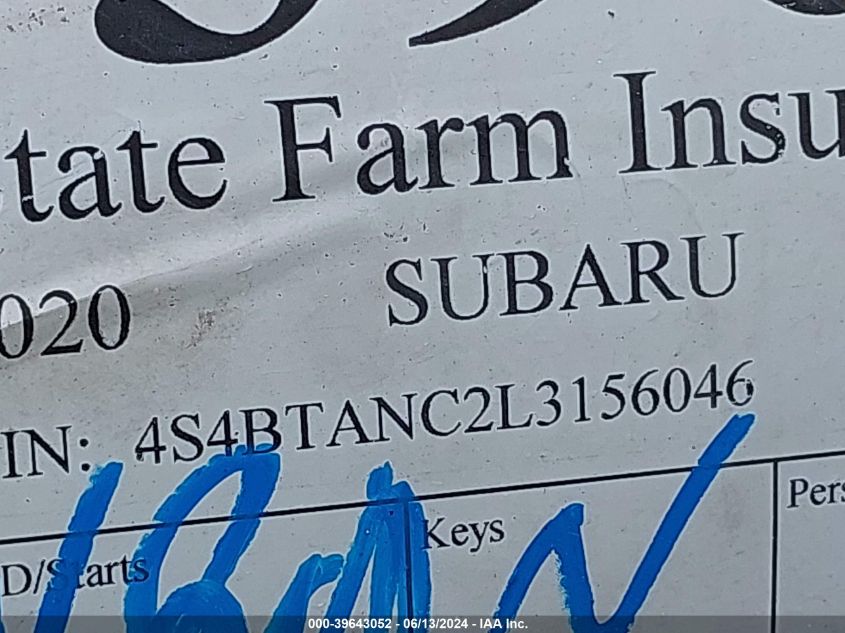 tate Farm Insu
020 SUBARU
IN: 4S4BTANC2L3156046
D/Starts Keys Pers
000-39643052 - 06/13/2024 - IAA Inc.